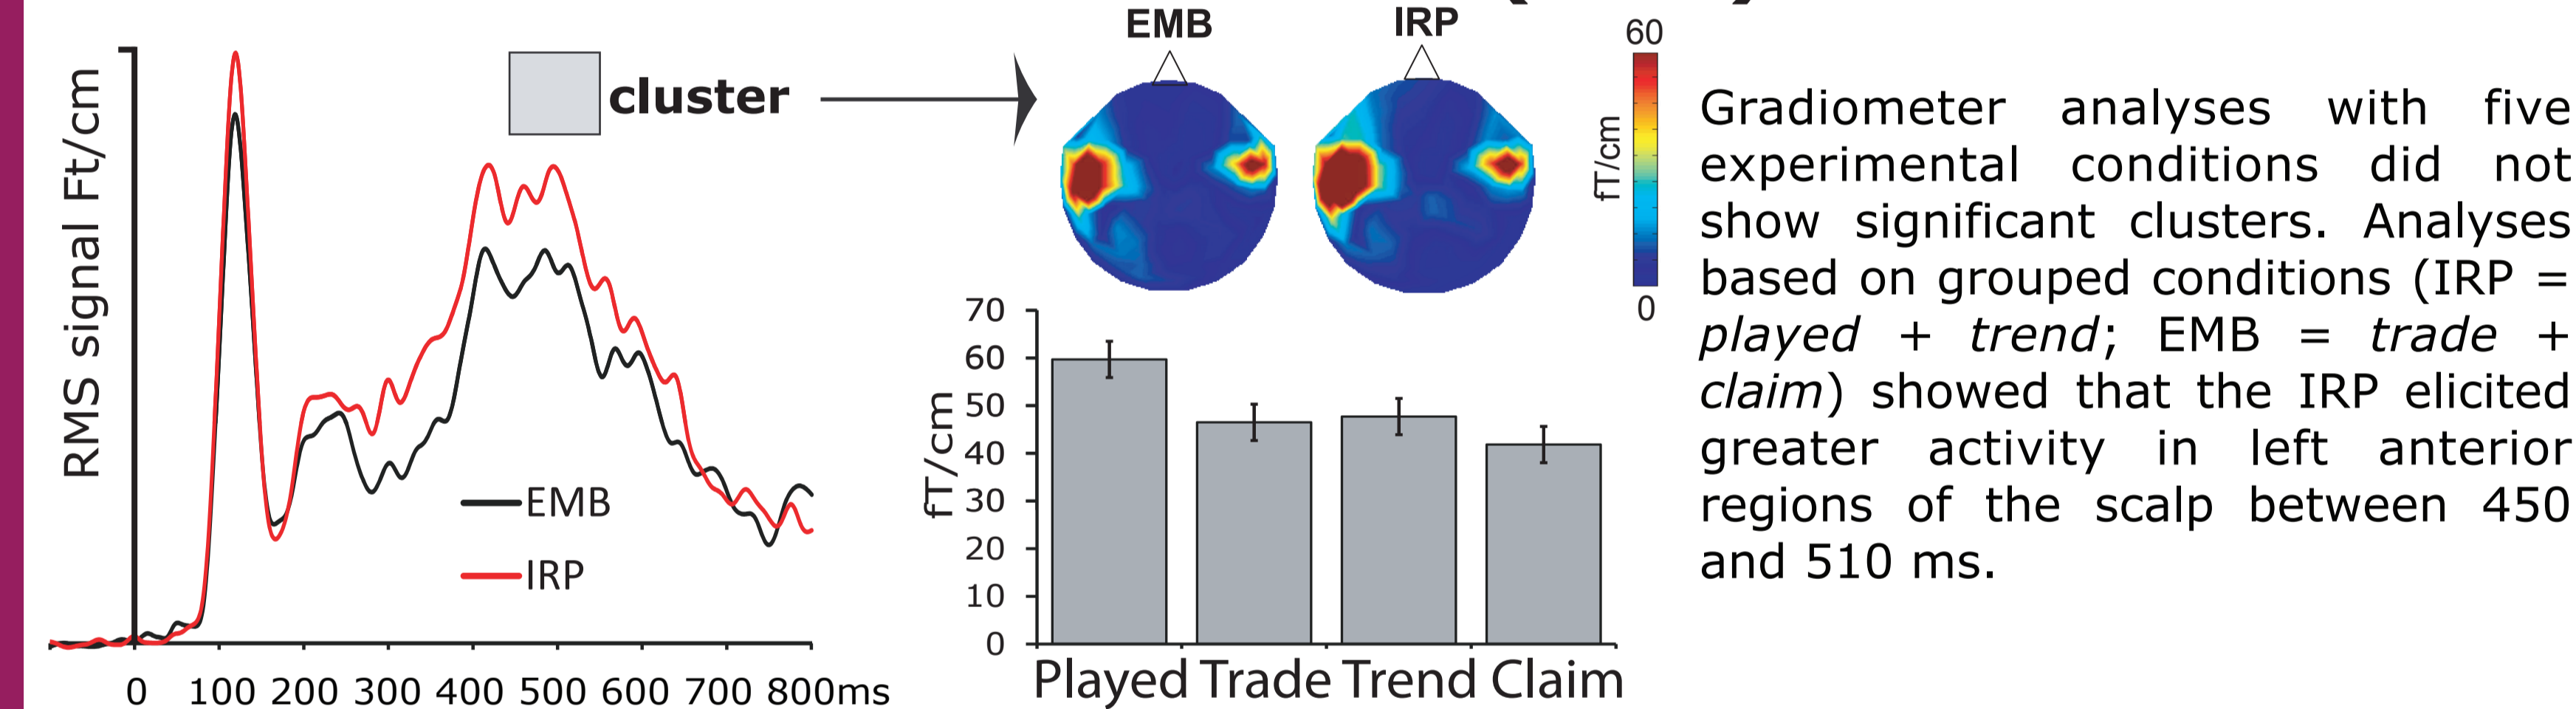 RMS signal Ft/cm
cluster
EMB
IRP
0 100 200 300 400 500 600 700 800ms
EMB
IRP
60
fT/cm
0
70
60
50
40
30
20
10
0
fT/cm
Played Trade Trend Claim
Gradiometer analyses with five
experimental conditions did not
show significant clusters. Analyses
based on grouped conditions (IRP =
played + trend; EMB = trade +
claim) showed that the IRP elicited
greater activity in left anterior
regions of the scalp between 450
and 510 ms.